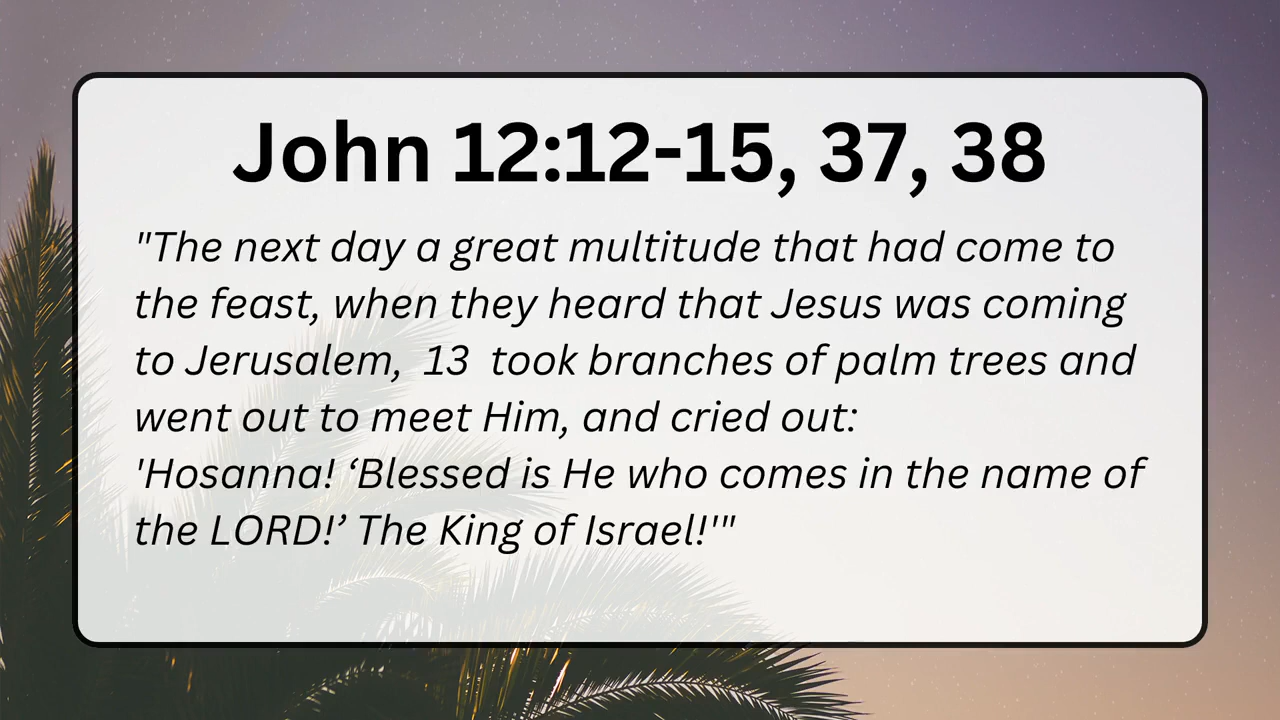 John 12:12-15, 37, 38
"The next day a great multitude that had come to
the feast, when they heard that Jesus was coming
to Jerusalem,  13  took branches of palm trees and
went out to meet Him, and cried out:
'Hosanna! ‘Blessed is He who comes in the name of
the LORD!’ The King of Israel!'"